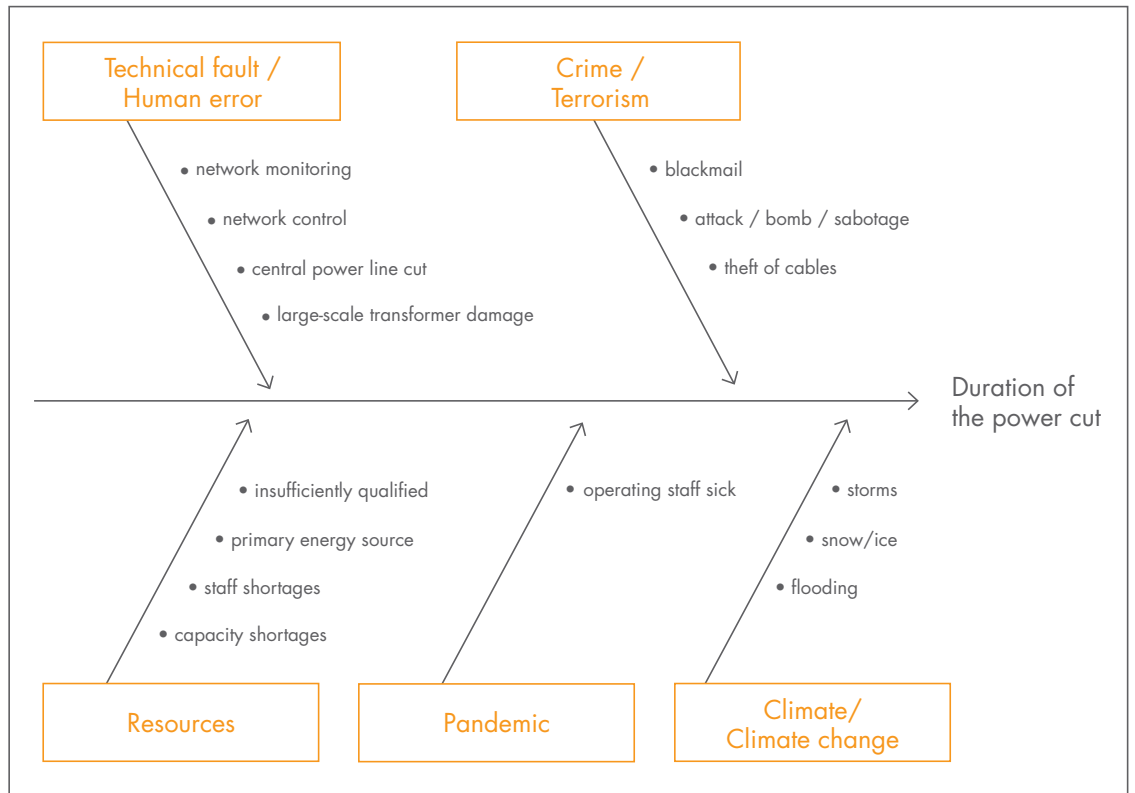 Technical fault /
Human error
• network monitoring
• network control
• central power line cut
• large-scale transformer damage
Crime /
Terrorism
• blackmail
• attack / bomb / sabotage
• theft of cables
Duration of
the power cut
• insufficiently qualified
• primary energy source
• staff shortages
• capacity shortages
Resources
• operating staff sick
Pandemic
• storms
• snow/ice
• flooding
Climate/
Climate change